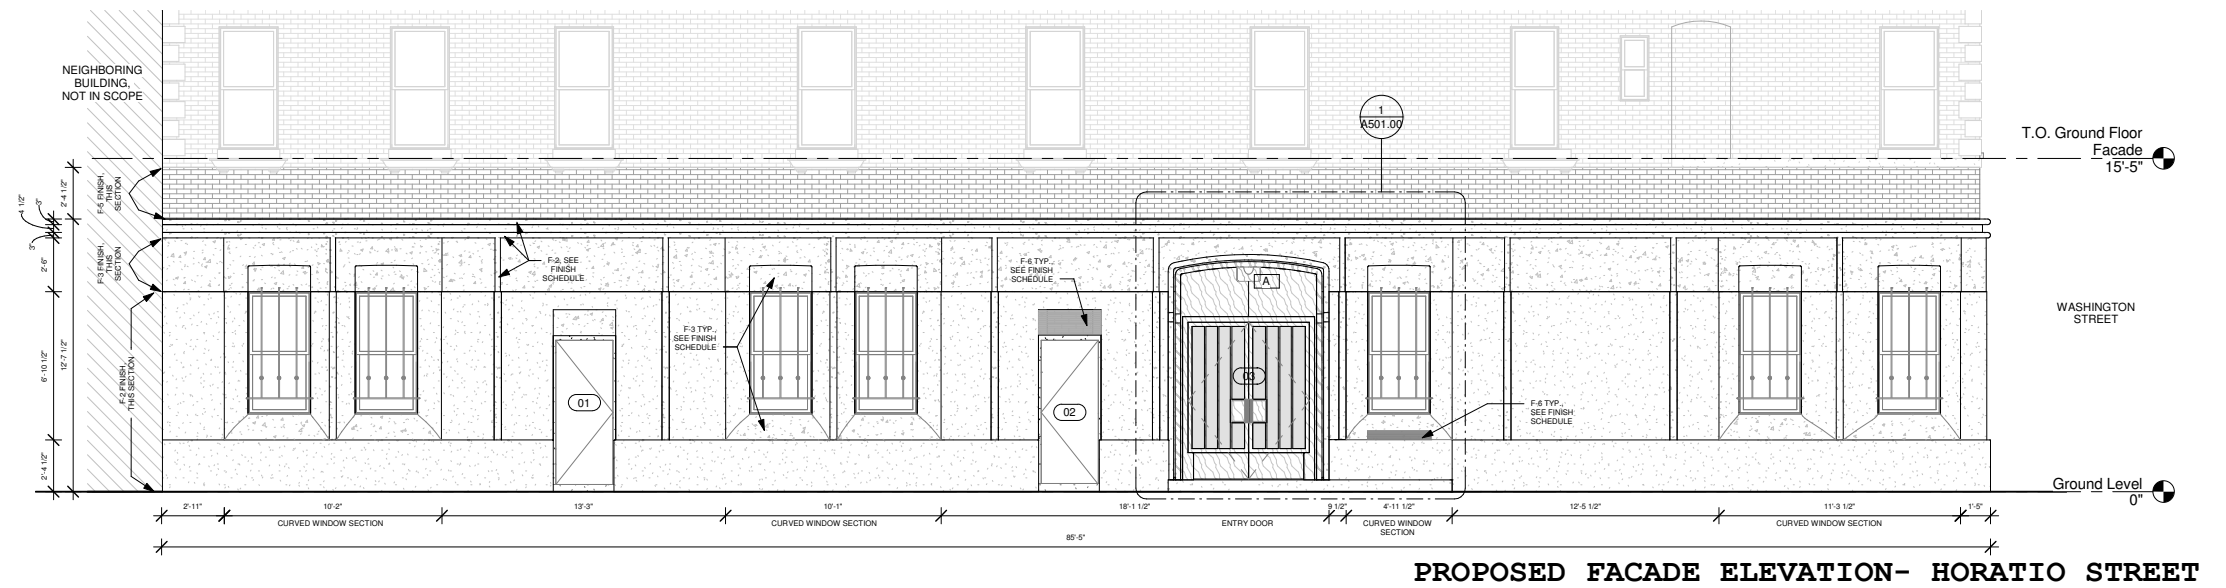 NEIGHBORING
BUILDING,
NOT IN SCOPE
1
A501.00
T.O. Ground Floor
Facade
15'-5"
2'-4 1/2"
4 1/2"
3"
3"
F-5 FINISH,
THIS
SECTION
F-3 FINISH,
THIS
SECTION
2'-6"
F-2, SEE
FINISH
SCHEDULE
F-6 TYP.,
SEE FINISH
SCHEDULE
A
WASHINGTON
STREET
F-3 TYP.,
SEE FINISH
SCHEDULE
6'-10 1/2"
12'-7 1/2"
F-2 FINISH,
THIS SECTION
01
02
03
F-6 TYP.,
SEE FINISH
SCHEDULE
2'-4 1/2"
Ground Level
0"
2'-11"
10'-2"
13'-3"
10'-1"
18'-1 1/2"
9 1/2"
4'-11 1/2"
12'-5 1/2"
11'-3 1/2"
1'-5"
CURVED WINDOW SECTION
CURVED WINDOW SECTION
ENTRY DOOR
CURVED WINDOW
SECTION
CURVED WINDOW SECTION
85'-5"
PROPOSED FACADE ELEVATION- HORATIO STREET